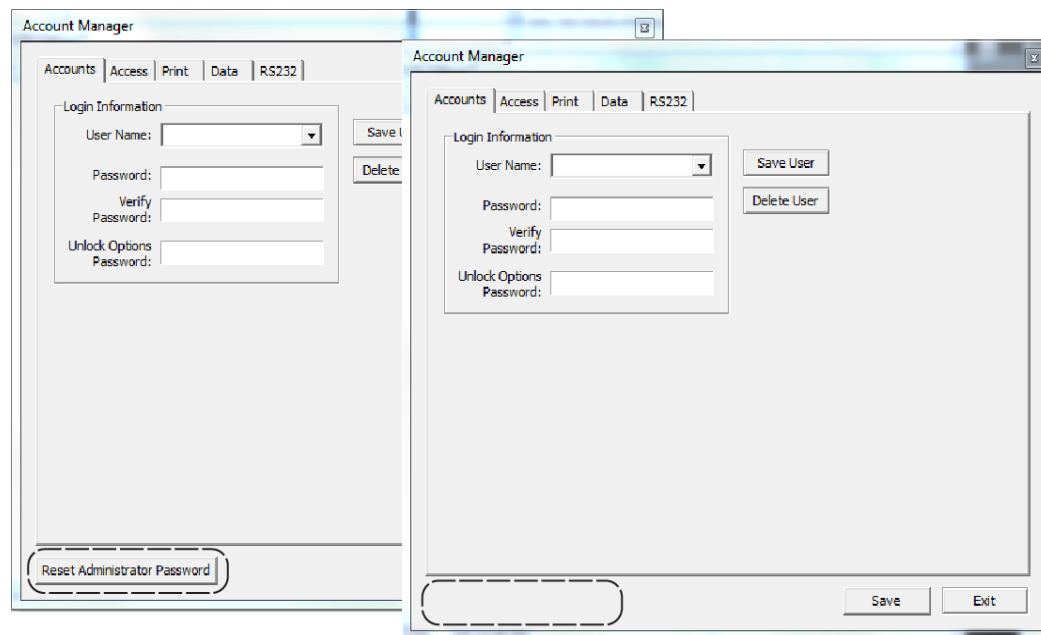 Account Manager
Accounts Access Print Data RS232
Login Information
User Name:
Save U
Password:
Delete
Verify
Password:
Unlock Options
Password:
Reset Administrator Password
Account Manager
Accounts Access Print Data RS232
Login Information
User Name:
Save User
Password:
Delete User
Verify
Password:
Unlock Options
Password:
Save Exit